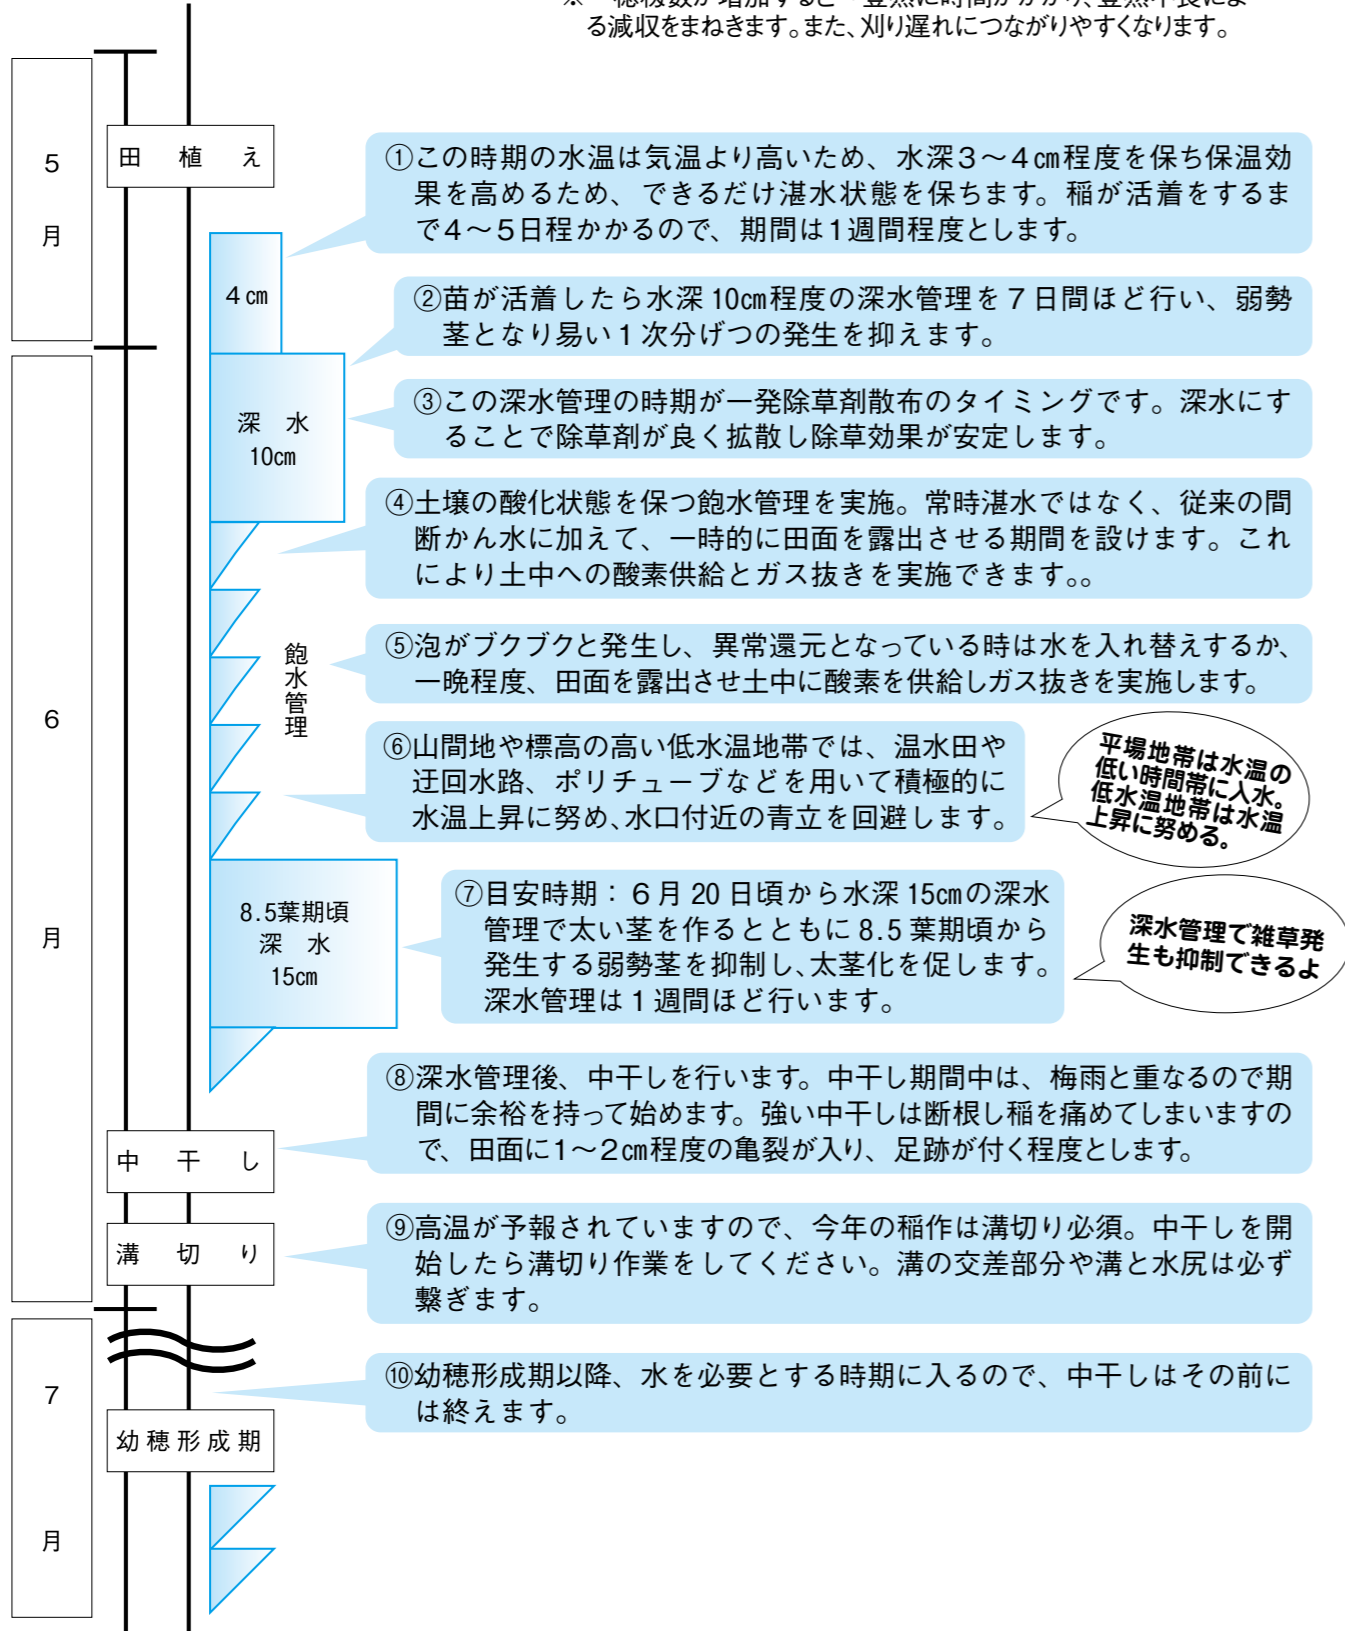 る減収をまねきます。また、刈り遅れにつながりやすくなります。
5
月
田植え
①この時期の水温は気温より高いため、水深３～４㎝程度を保ち保温効
果を高めるため、できるだけ湛水状態を保ちます。稲が活着をするま
で４～５日程かかるので、期間は１週間程度とします。
４㎝
②苗が活着したら水深10㎝程度の深水管理を７日間ほど行い、弱勢
茎となり易い１次分げつの発生を抑えます。
深水
10㎝
③この深水管理の時期が一発除草剤散布のタイミングです。深水にす
ることで除草剤が良く拡散し除草効果が安定します。
④土壌の酸化状態を保つ飽水管理を実施。常時湛水ではなく、従来の間
断かん水に加えて、一時的に田面を露出させる期間を設けます。これ
により土中への酸素供給とガス抜きを実施できます。。
6
月
飽水管理
⑤泡がブクブクと発生し、異常還元となっている時は水を入れ替えするか、
一晩程度、田面を露出させ土中に酸素を供給しガス抜きを実施します。
⑥山間地や標高の高い低水温地帯では、温水田や
迂回水路、ポリチューブなどを用いて積極的に
水温上昇に努め、水口付近の青立を回避します。
平場地帯は水温の
低い時間帯に入水。
低水温地帯は水温
上昇に努める。
8.5葉期頃
深水
15㎝
⑦目安時期：６月20日頃から水深15㎝の深水
管理で太い茎を作るとともに8.5葉期頃から
発生する弱勢茎を抑制し、太茎化を促します。
深水管理は１週間ほど行います。
深水管理で雑草発
生も抑制できるよ
⑧深水管理後、中干しを行います。中干し期間中は、梅雨と重なるので期
間に余裕を持って始めます。強い中干しは断根し稲を痛めてしまいますの
で、田面に１～２㎝程度の亀裂が入り、足跡が付く程度とします。
中干し
溝切り
⑨高温が予報されていますので、今年の稲作は溝切り必須。中干しを開
始したら溝切り作業をしてください。溝の交差部分や溝と水尻は必ず
繋ぎます。
7
月
⑩幼穂形成期以降、水を必要とする時期に入るので、中干しはその前に
は終えます。
幼穂形成期